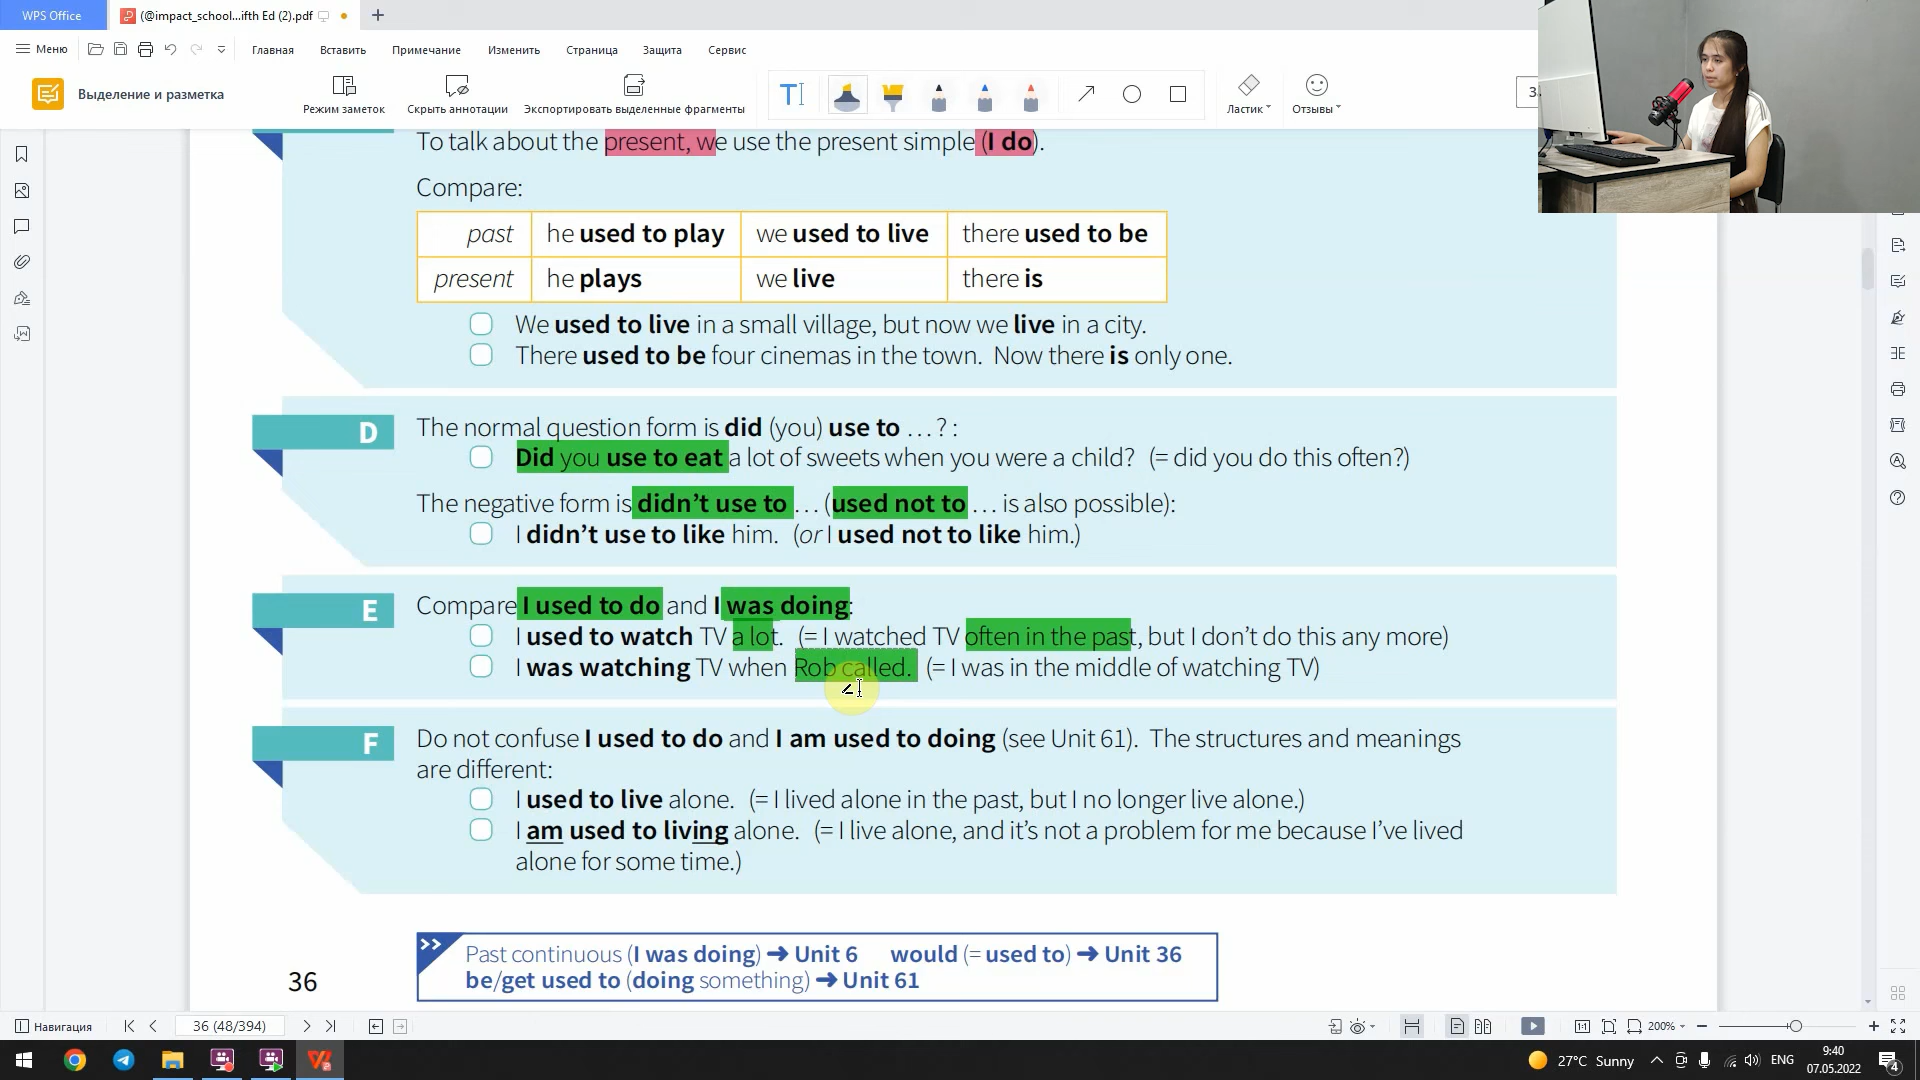 WPS Office
(@impact_school...ifth Ed (2).pdf
Меню
Главная
Вставить
Примечание
Изменить
Страница
Защита
Сервис
Выделение и разметка
Режим заметок
Скрыть аннотации
Экспортировать выделенные фрагменты
Ластик
Отзывы
To talk about the present, we use the present simple (I do).
Compare:
past he used to play we used to live there used to be
present he plays we live there is
We used to live in a small village, but now we live in a city.
There used to be four cinemas in the town. Now there is only one.
D
The normal question form is did (you) use to …? :
Did you use to eat a lot of sweets when you were a child? (= did you do this often?)
The negative form is didn’t use to … (used not to … is also possible):
I didn’t use to like him. (or I used not to like him.)
E
Compare I used to do and I was doing:
I used to watch TV a lot. (= I watched TV often in the past, but I don’t do this any more)
I was watching TV when Rob called. (= I was in the middle of watching TV)
F
Do not confuse I used to do and I am used to doing (see Unit 61). The structures and meanings
are different:
I used to live alone. (= I lived alone in the past, but I no longer live alone.)
I am used to living alone. (= I live alone, and it’s not a problem for me because I’ve lived
alone for some time.)
36
Past continuous (I was doing) ➜ Unit 6 would (= used to) ➜ Unit 36
be/get used to (doing something) ➜ Unit 61
Навигация
36 (48/394)
200%
27°C Sunny
ENG
9:40
07.05.2022
4